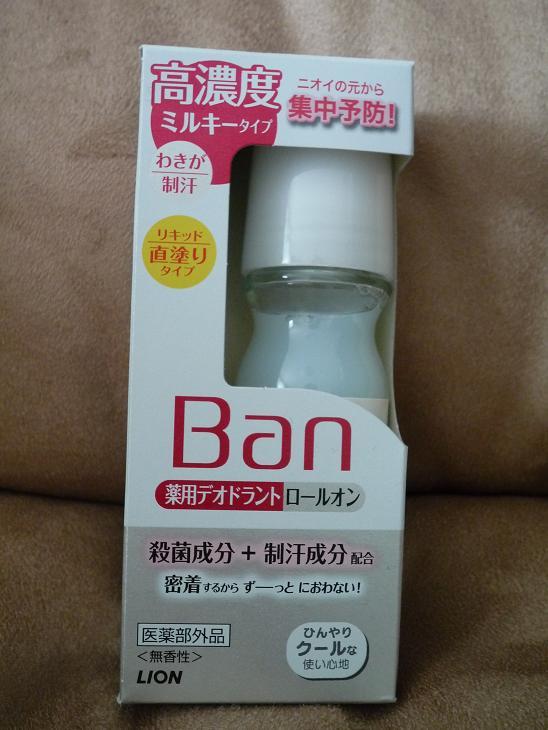 高濃度
ミルキータイプ
ニオイの元から
集中予防!
わきが
制汗
リキッド
直塗り
タイプ
Ban
薬用デオドラント ロールオン
殺菌成分+制汗成分 配合
密着するから ず──っと におわない!
医薬部外品
<無香性>
LION
ひんやり
クールな
使い心地